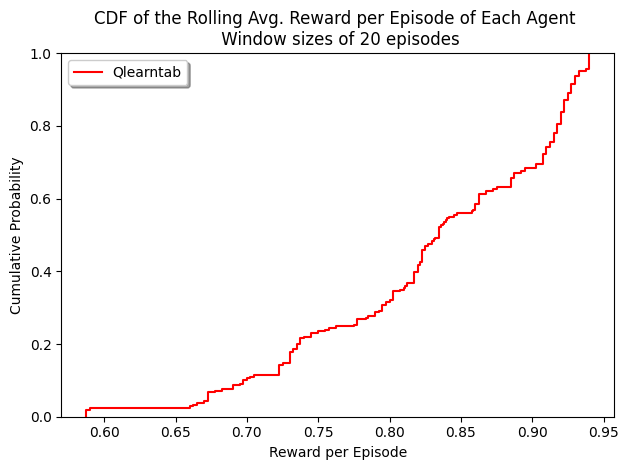 CDF of the Rolling Avg. Reward per Episode of Each Agent
Window sizes of 20 episodes
Qlearntab
Cumulative Probability
1.0
0.8
0.6
0.4
0.2
0.0
0.60 0.65 0.70 0.75 0.80 0.85 0.90 0.95
Reward per Episode